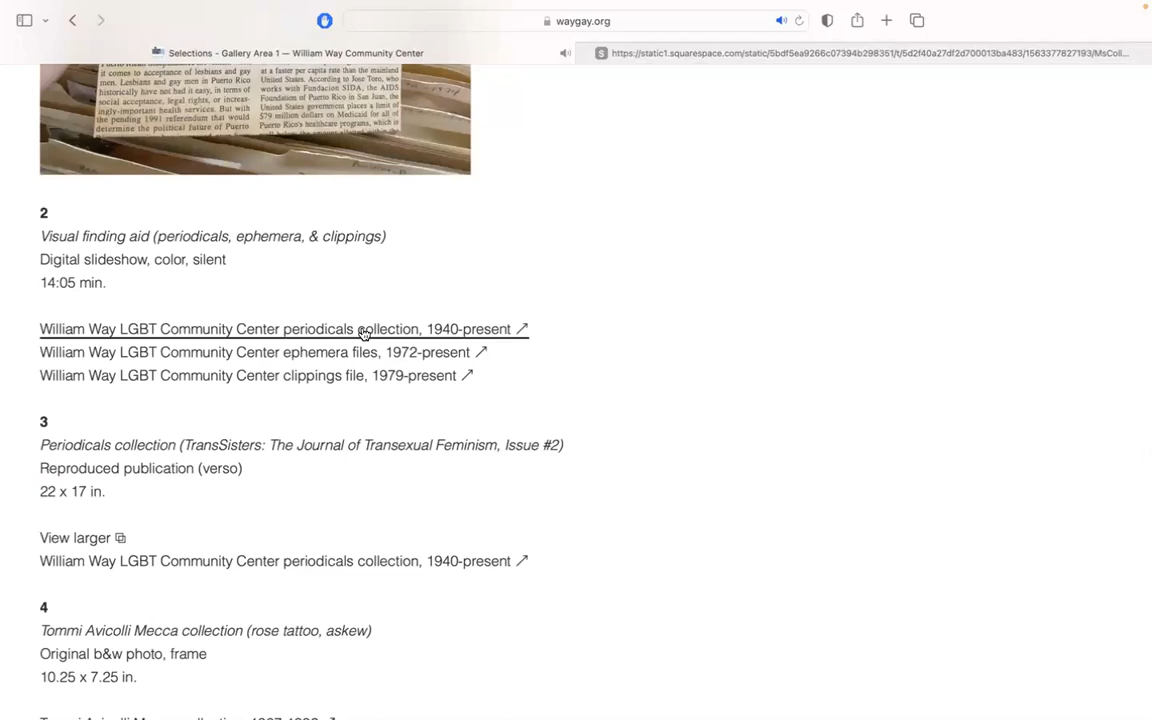 waygay.org
Selections - Gallery Area 1 — William Way Community Center
S
https://static1.squarespace.com/static/5bdf5ea9266c07394b298351/t/5d2f40a27df2d700013ba483/1563377827193/MsColl...
it comes to acceptance of lesbians and gay
men. Lesbians and gay men in Puerto Rico
historically have not had it easy, in terms of
social acceptance, legal rights, or increas-
ingly-important health services. But with
the pending 1991 referendum that would
determine the political future of Puerto
at a faster per capita rate than the mainland
United States. According to Jose Toro, who
works with Fundacion SIDA, the AIDS
Foundation of Puerto Rico in San Juan, the
United States government places a limit of
$79 million dollars on Medicaid for all of
Puerto Rico's healthcare programs, which is
2
Visual finding aid (periodicals, ephemera, & clippings)
Digital slideshow, color, silent
14:05 min.
William Way LGBT Community Center periodicals collection, 1940-present ↗
William Way LGBT Community Center ephemera files, 1972-present ↗
William Way LGBT Community Center clippings file, 1979-present ↗
3
Periodicals collection (TransSisters: The Journal of Transexual Feminism, Issue #2)
Reproduced publication (verso)
22 x 17 in.
View larger
William Way LGBT Community Center periodicals collection, 1940-present ↗
4
Tommi Avicolli Mecca collection (rose tattoo, askew)
Original b&w photo, frame
10.25 x 7.25 in.